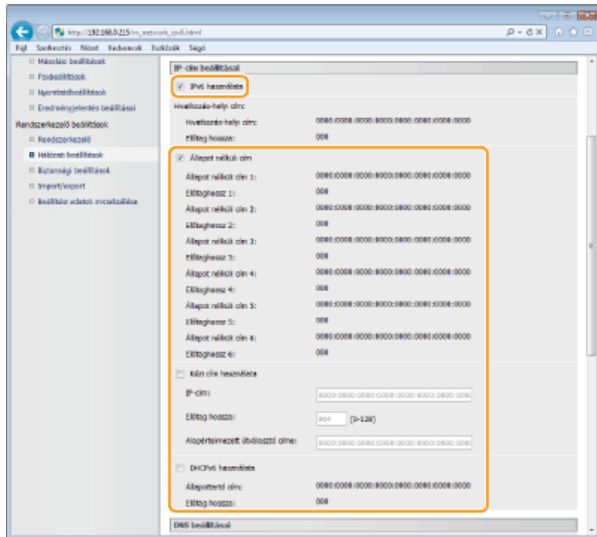 http://192.168.0.215/m_network_ipv6.html
Fájl Szerkesztés Nézet Kedvencek Eszközök Súgó
Másolási beállítások
Faxbeállítások
Nyomtatóbeállítások
Eredményjelentés beállításai
Rendszerkezelő beállítások
Rendszerkezelő
Hálózati beállítások
Biztonsági beállítások
Import/export
Beállítási adatok inicializálása
IP-cím beállításai
IPv6 használata
Hivatkozás-helyi cím:
Hivatkozás-helyi cím: 0000:0000:0000:0000:0000:0000:0000:0000
Előtag hossza: 000
Állapot nélküli cím
Állapot nélküli cím 1: 0000:0000:0000:0000:0000:0000:0000:0000
Előtaghossz 1: 000
Állapot nélküli cím 2: 0000:0000:0000:0000:0000:0000:0000:0000
Előtaghossz 2: 000
Állapot nélküli cím 3: 0000:0000:0000:0000:0000:0000:0000:0000
Előtaghossz 3: 000
Állapot nélküli cím 4: 0000:0000:0000:0000:0000:0000:0000:0000
Előtaghossz 4: 000
Állapot nélküli cím 5: 0000:0000:0000:0000:0000:0000:0000:0000
Előtaghossz 5: 000
Állapot nélküli cím 6: 0000:0000:0000:0000:0000:0000:0000:0000
Előtaghossz 6: 000
Kézi cím használata
IP-cím: 0000:0000:0000:0000:0000:0000:0000:000
Előtag hossza: 064 (0-128)
Alapértelmezett útválasztó címe: 0000:0000:0000:0000:0000:0000:0000:000
DHCPv6 használata
Állapottartó cím: 0000:0000:0000:0000:0000:0000:0000:0000
Előtag hossza: 000
DNS beállításai